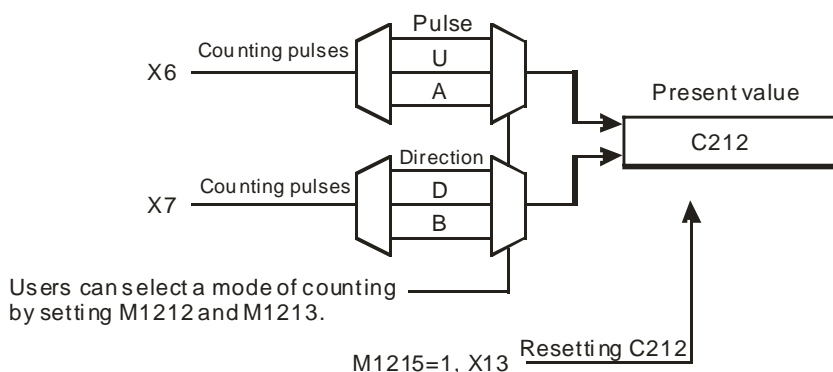 Pulse
Counting pulses
X6
U
A
Present value
C212
Direction
Counting pulses
X7
D
B
Users can select a mode of counting
by setting M1212 and M1213.
Resetting C212
M1215=1, X13